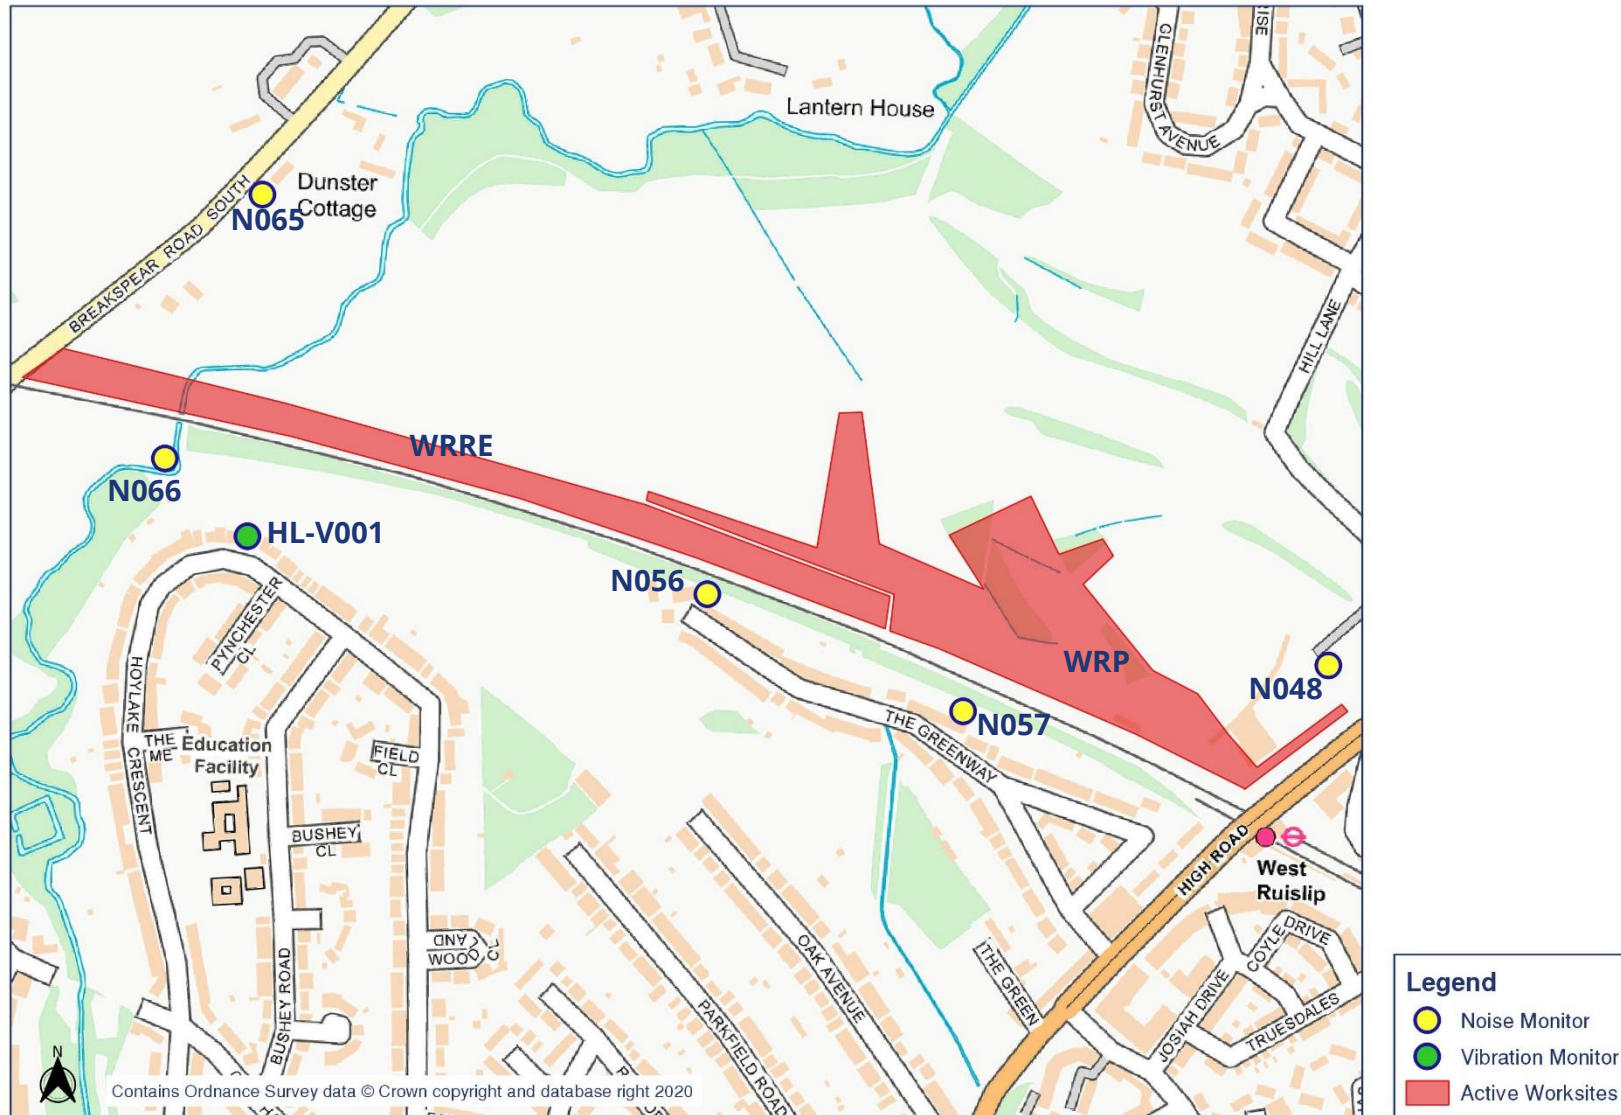 RISE
GLENHURST AVENUE
Lantern House
Dunster
Cottage
N065
BREAKSPEAR ROAD SOUTH
HILL LANE
WRRE
N066
HL-V001
N056
PYNCHESTER
CL
WRP
N048
N057
HOYLAKE CRESCENT
THE
ME
Education
Facility
FIELD
CL
THE GREENWAY
BUSHEY
CL
HIGH ROAD
West
Ruislip
WOODLAND
CL
OAK AVENUE
PARKFIELD ROAD
BUSHEY ROAD
THE GREEN
COYLE DRIVE
JOSIAH DRIVE
TRUESDALES
N
Contains Ordnance Survey data © Crown copyright and database right 2020
Legend
Noise Monitor
Vibration Monitor
Active Worksites